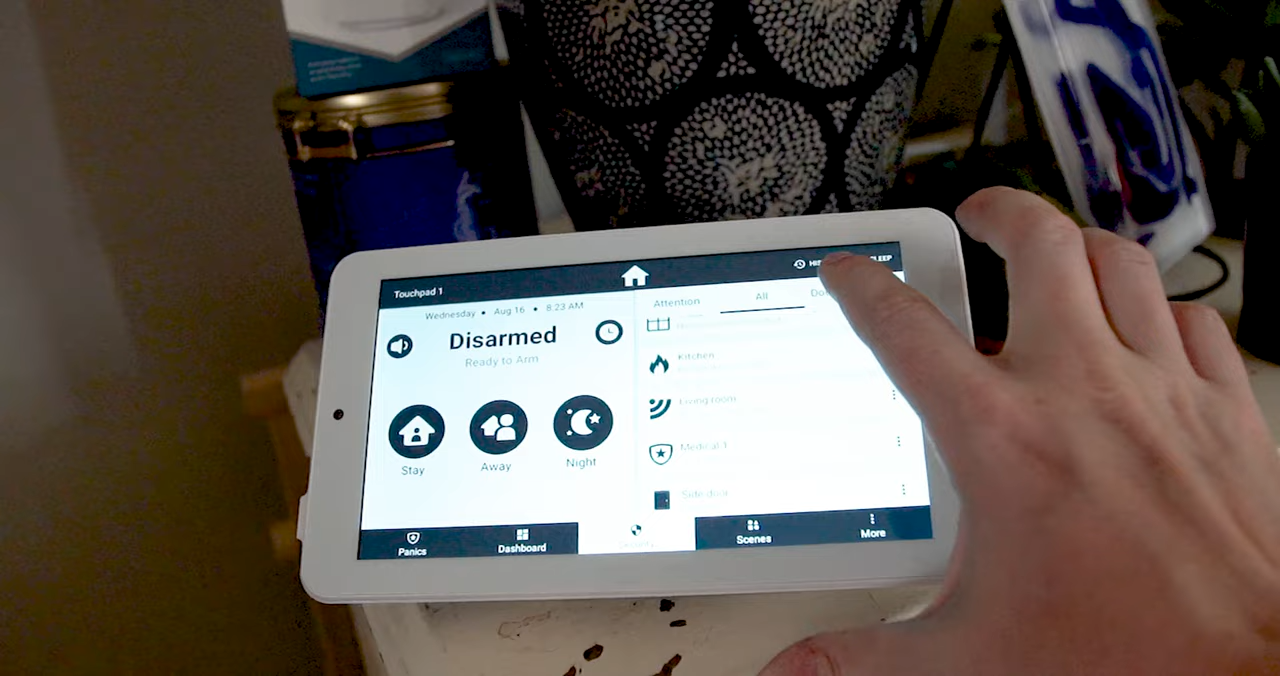 Touchpad 1
Wednesday • Aug 16 • 8:23 AM
Disarmed
Ready to Arm
Stay
Away
Night
Attention
All
Kitchen
Living room
Medical 1
Side door
Panics
Dashboard
Security
Scenes
More